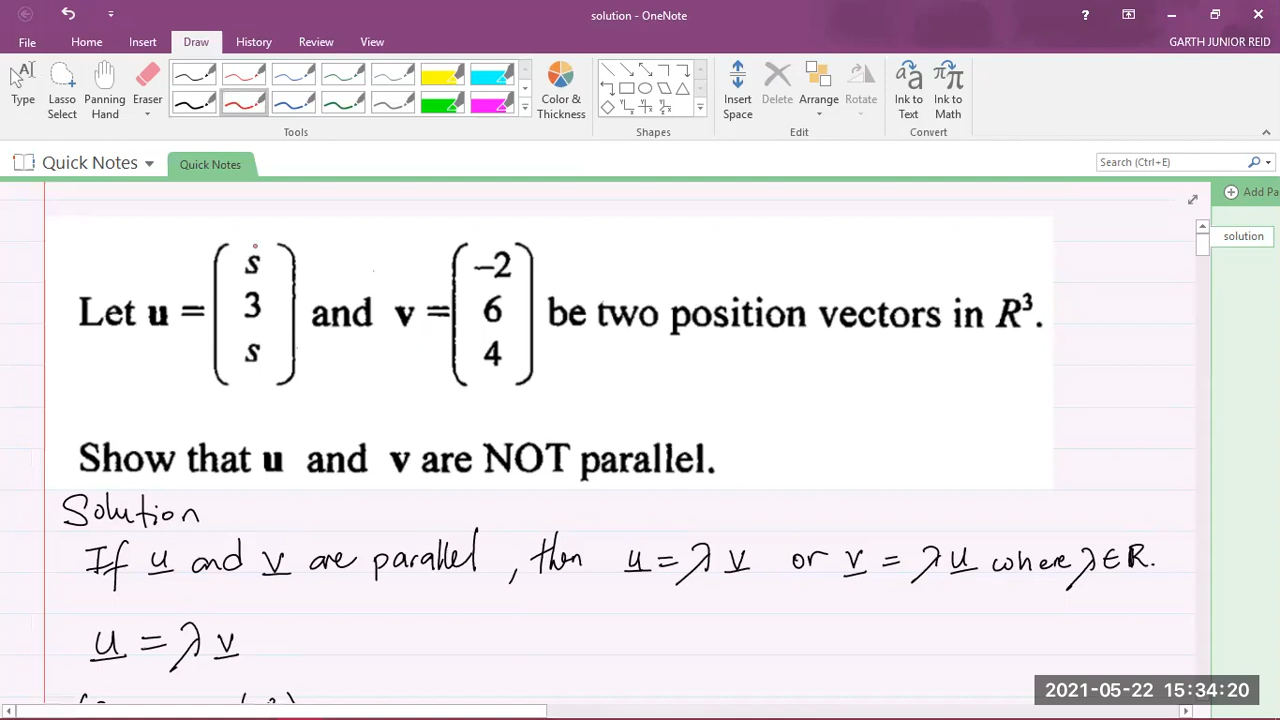 solution - OneNote
?
File Home Insert Draw History Review View GARTH JUNIOR REID
Type Lasso Select Panning Hand Eraser Color & Thickness Insert Space Delete Arrange Rotate Ink to Text Ink to Math
Tools Shapes Edit Convert
Quick Notes Quick Notes Search (Ctrl+E)
Add Pa
solution
Let u = ( s 3 s ) and v = ( –2 6 4 ) be two position vectors in R³.
Show that u and v are NOT parallel.
Solution
If u and v are parallel, then u = λ v or v = λ u where λ ∈ R.
u = λ v
2021-05-22 15:34:20